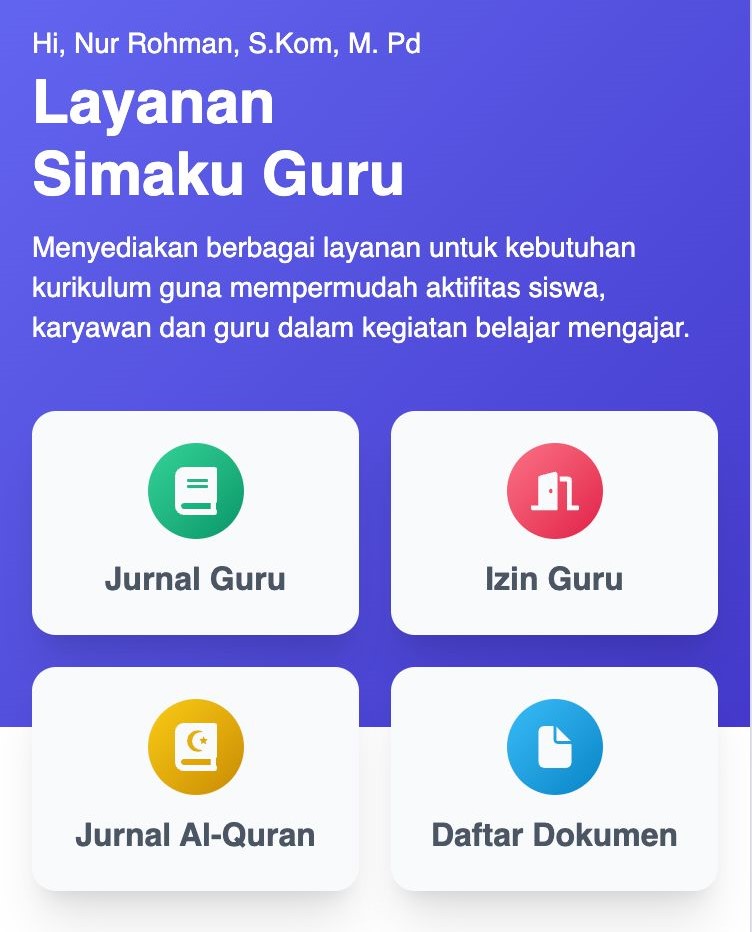 Hi, Nur Rohman, S.Kom, M. Pd
Layanan
Simaku Guru
Menyediakan berbagai layanan untuk kebutuhan
kurikulum guna mempermudah aktifitas siswa,
karyawan dan guru dalam kegiatan belajar mengajar.
Jurnal Guru
Izin Guru
Jurnal Al-Quran
Daftar Dokumen